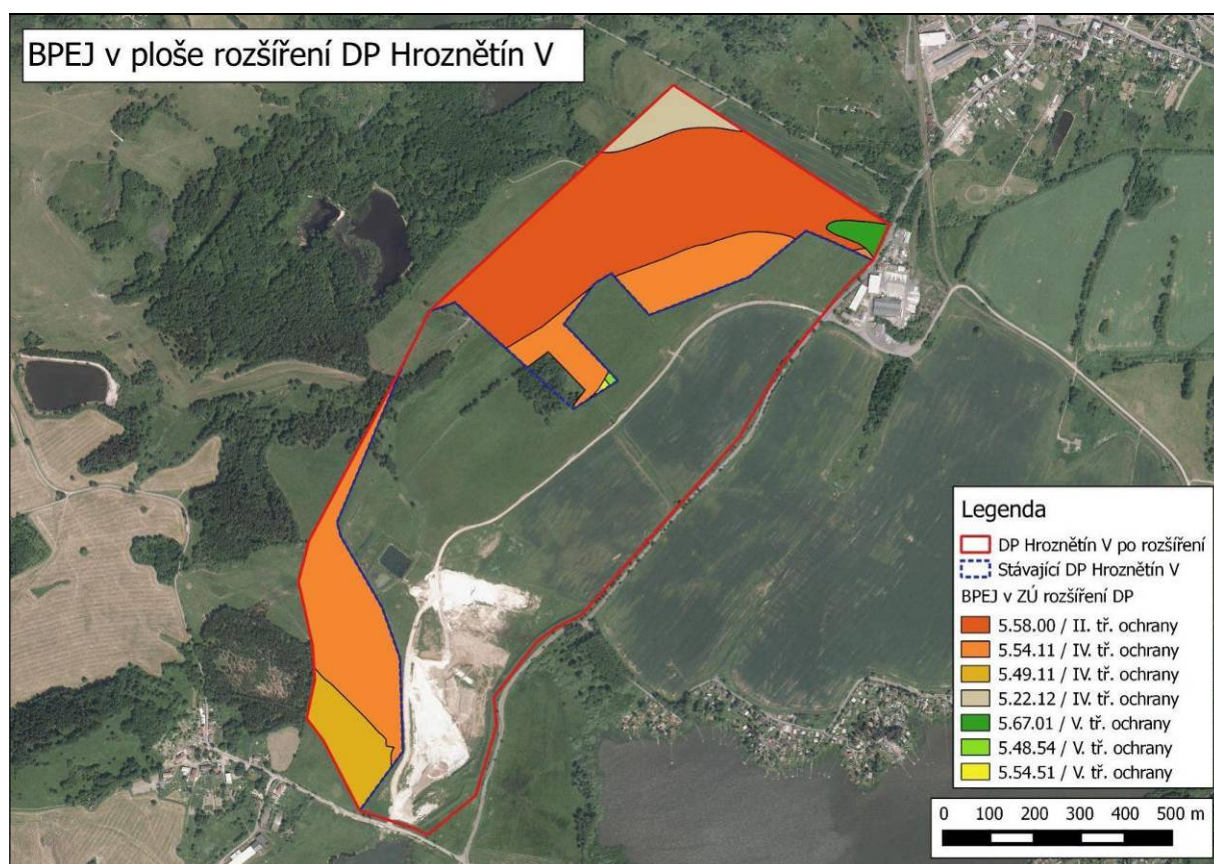 BPEJ v ploše rozšíření DP Hroznětín V
Legenda
DP Hroznětín V po rozšíření
Stávající DP Hroznětín V
BPEJ v ZÚ rozšíření DP
5.58.00 / II. tř. ochrany
5.54.11 / IV. tř. ochrany
5.49.11 / IV. tř. ochrany
5.22.12 / IV. tř. ochrany
5.67.01 / V. tř. ochrany
5.48.54 / V. tř. ochrany
5.54.51 / V. tř. ochrany
0 100 200 300 400 500 m